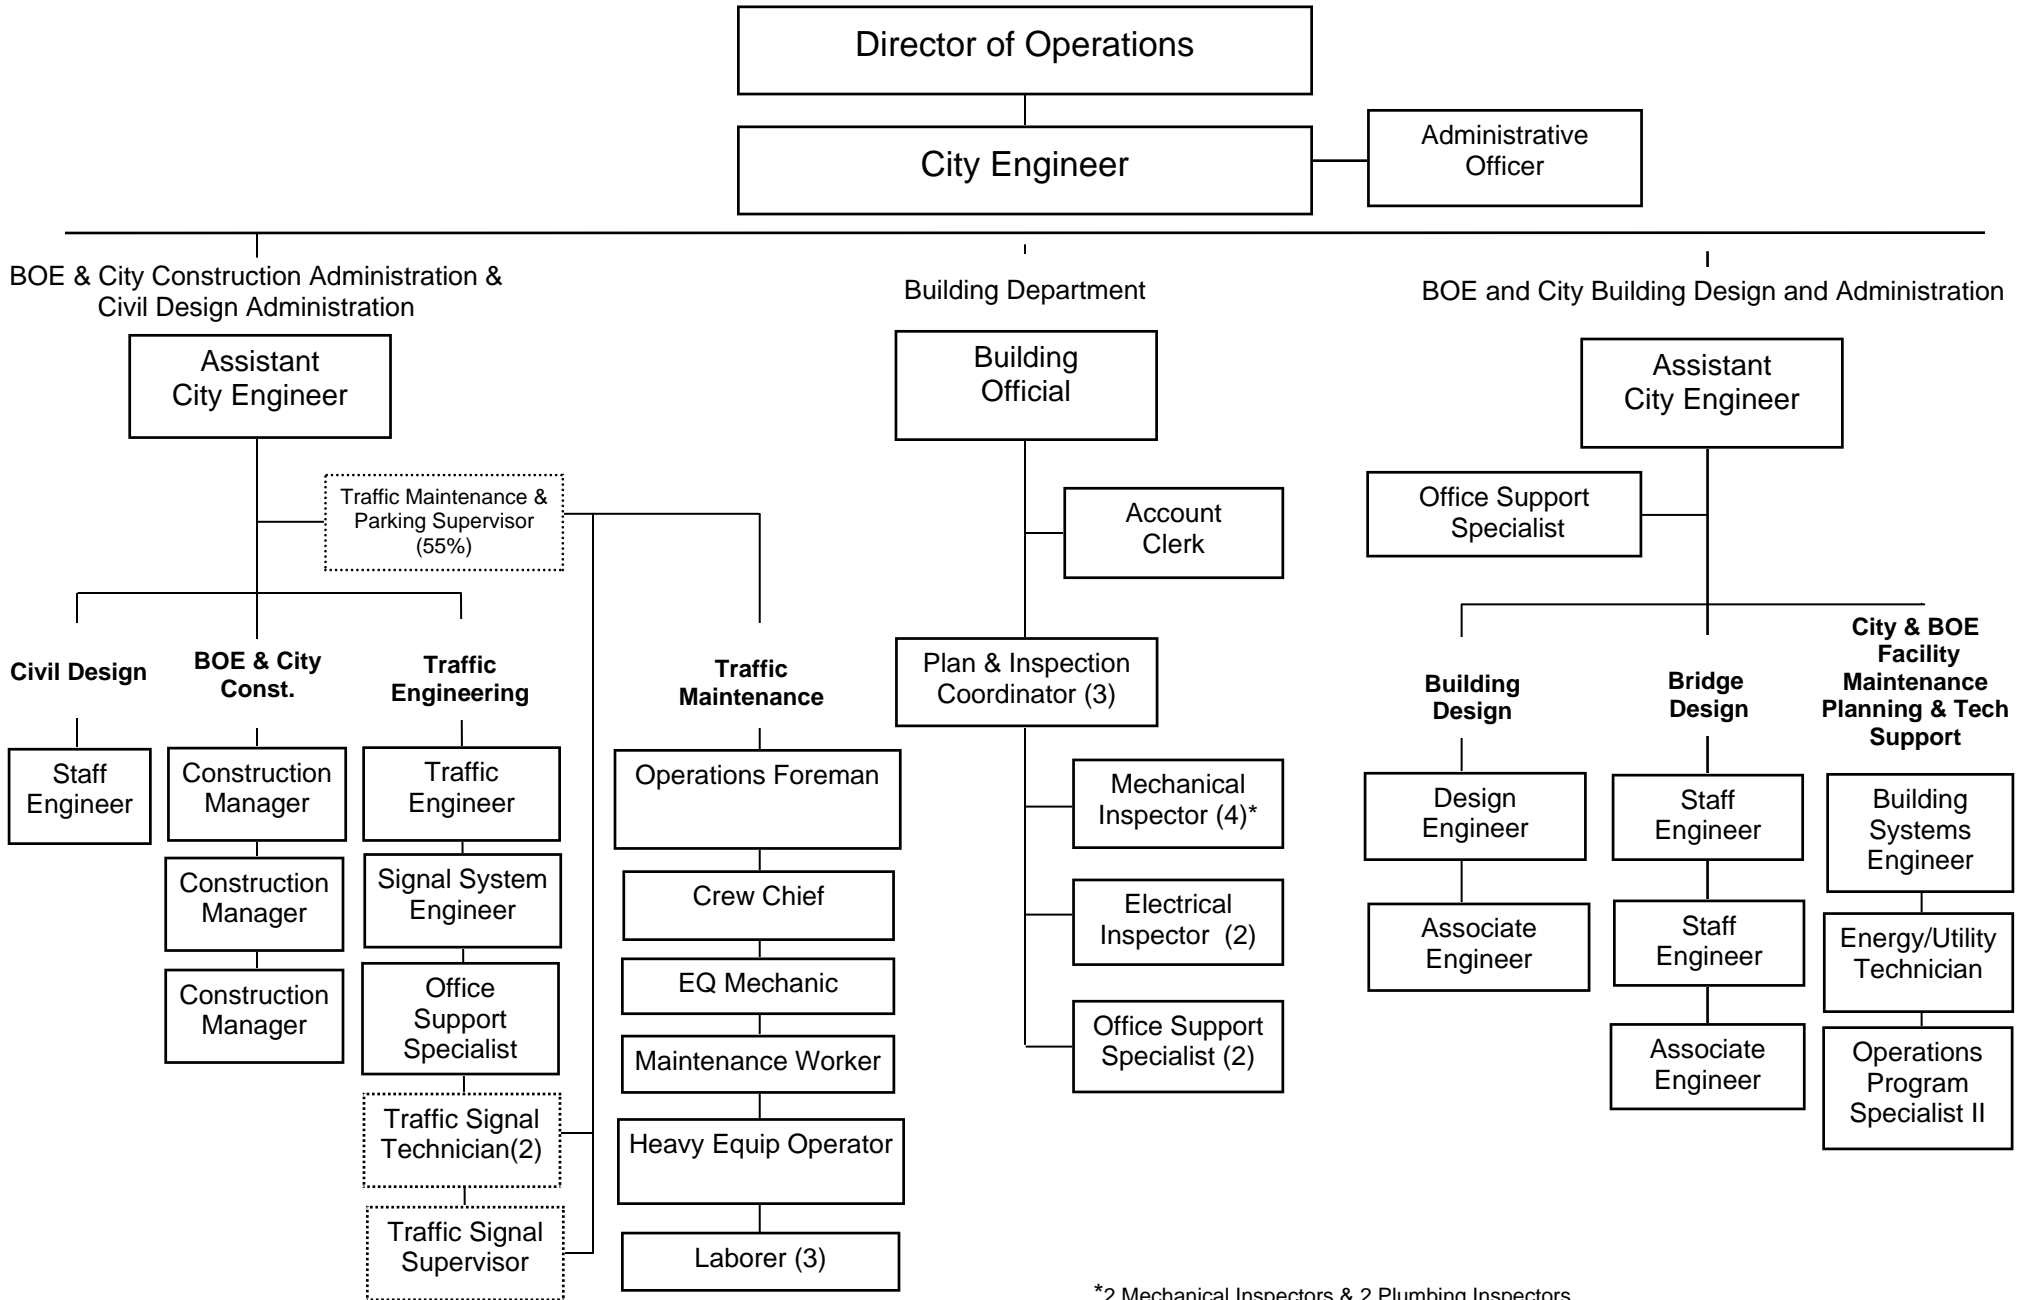 Director of Operations
City Engineer
Administrative
Officer
BOE & City Construction Administration &
Civil Design Administration
Building Department
BOE and City Building Design and Administration
Assistant
City Engineer
Building
Official
Assistant
City Engineer
Traffic Maintenance &
Parking Supervisor
(55%)
Account
Clerk
Office Support
Specialist
Civil Design
BOE & City
Const.
Traffic
Engineering
Traffic
Maintenance
Plan & Inspection
Coordinator (3)
Building
Design
Bridge
Design
City & BOE
Facility
Maintenance
Planning & Tech
Support
Staff
Engineer
Construction
Manager
Construction
Manager
Construction
Manager
Traffic
Engineer
Signal System
Engineer
Office
Support
Specialist
Traffic Signal
Technician(2)
Traffic Signal
Supervisor
Operations Foreman
Crew Chief
EQ Mechanic
Maintenance Worker
Heavy Equip Operator
Laborer (3)
Mechanical
Inspector (4)*
Electrical
Inspector (2)
Office Support
Specialist (2)
Design
Engineer
Associate
Engineer
Staff
Engineer
Staff
Engineer
Associate
Engineer
Building
Systems
Engineer
Energy/Utility
Technician
Operations
Program
Specialist II
*2 Mechanical Inspectors & 2 Plumbing Inspectors